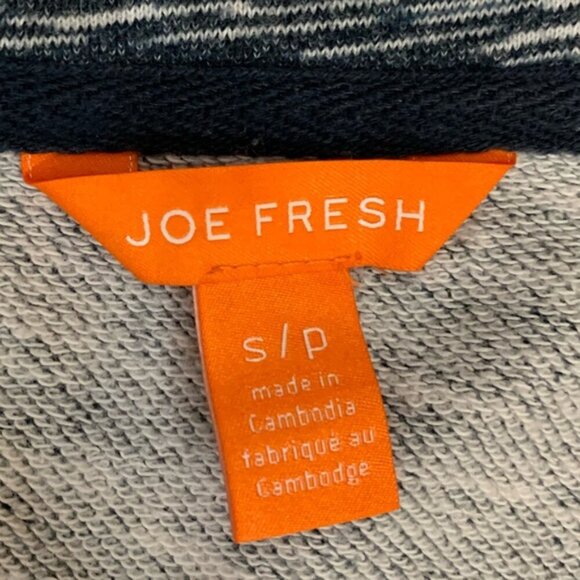 JOE FRESH
s/p
made in
Cambodia
fabriqué au
Cambodge